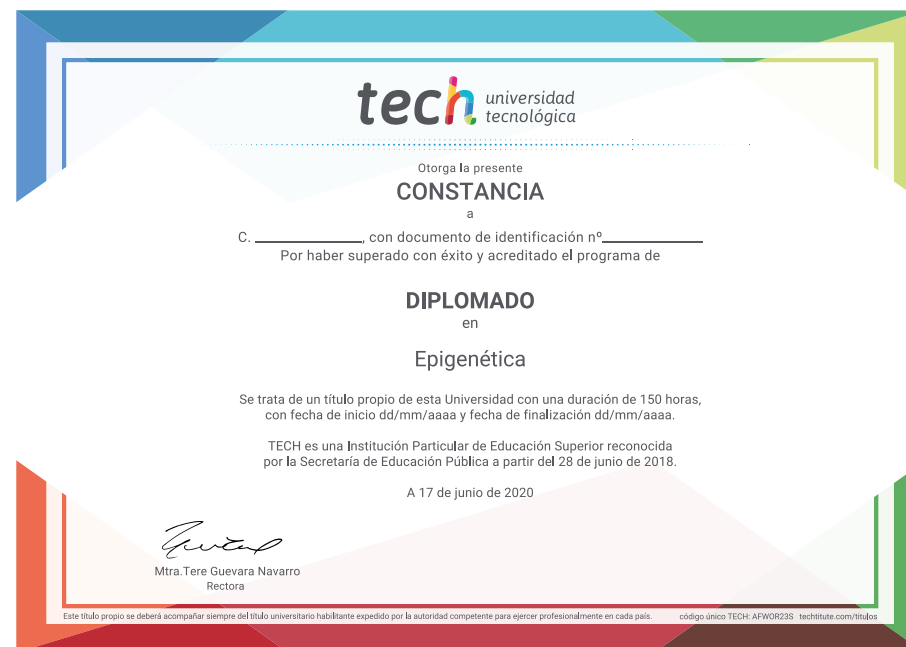 tech universidad
tecnológica
Otorga la presente
CONSTANCIA
a
C. ____________, con documento de identificación nº____________
Por haber superado con éxito y acreditado el programa de
DIPLOMADO
en
Epigenética
Se trata de un título propio de esta Universidad con una duración de 150 horas,
con fecha de inicio dd/mm/aaaa y fecha de finalización dd/mm/aaaa.
TECH es una Institución Particular de Educación Superior reconocida
por la Secretaría de Educación Pública a partir del 28 de junio de 2018.
A 17 de junio de 2020
Mtra.Tere Guevara Navarro
Rectora
Este título propio se deberá acompañar siempre del título universitario habilitante expedido por la autoridad competente para ejercer profesionalmente en cada país. código único TECH: AFWOR23S techtitute.com/titulos